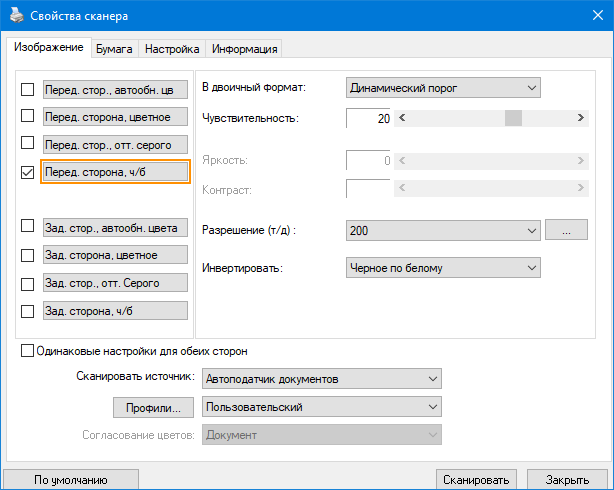 Свойства сканера
Изображение Бумага Настройка Информация
Перед. стор., автообн. цв
Перед. сторона, цветное
Перед. стор., отт. серого
Перед. сторона, ч/б
Зад. стор., автообн. цвета
Зад. сторона, цветное
Зад. стор., отт. Серого
Зад. сторона, ч/б
В двоичный формат: Динамический порог
Чувствительность: 20
Яркость: 0
Контраст:
Разрешение (т/д) : 200 ...
Инвертировать: Черное по белому
Одинаковые настройки для обеих сторон
Сканировать источник: Автоподатчик документов
Профили... Пользовательский
Согласование цветов: Документ
По умолчанию Сканировать Закрыть